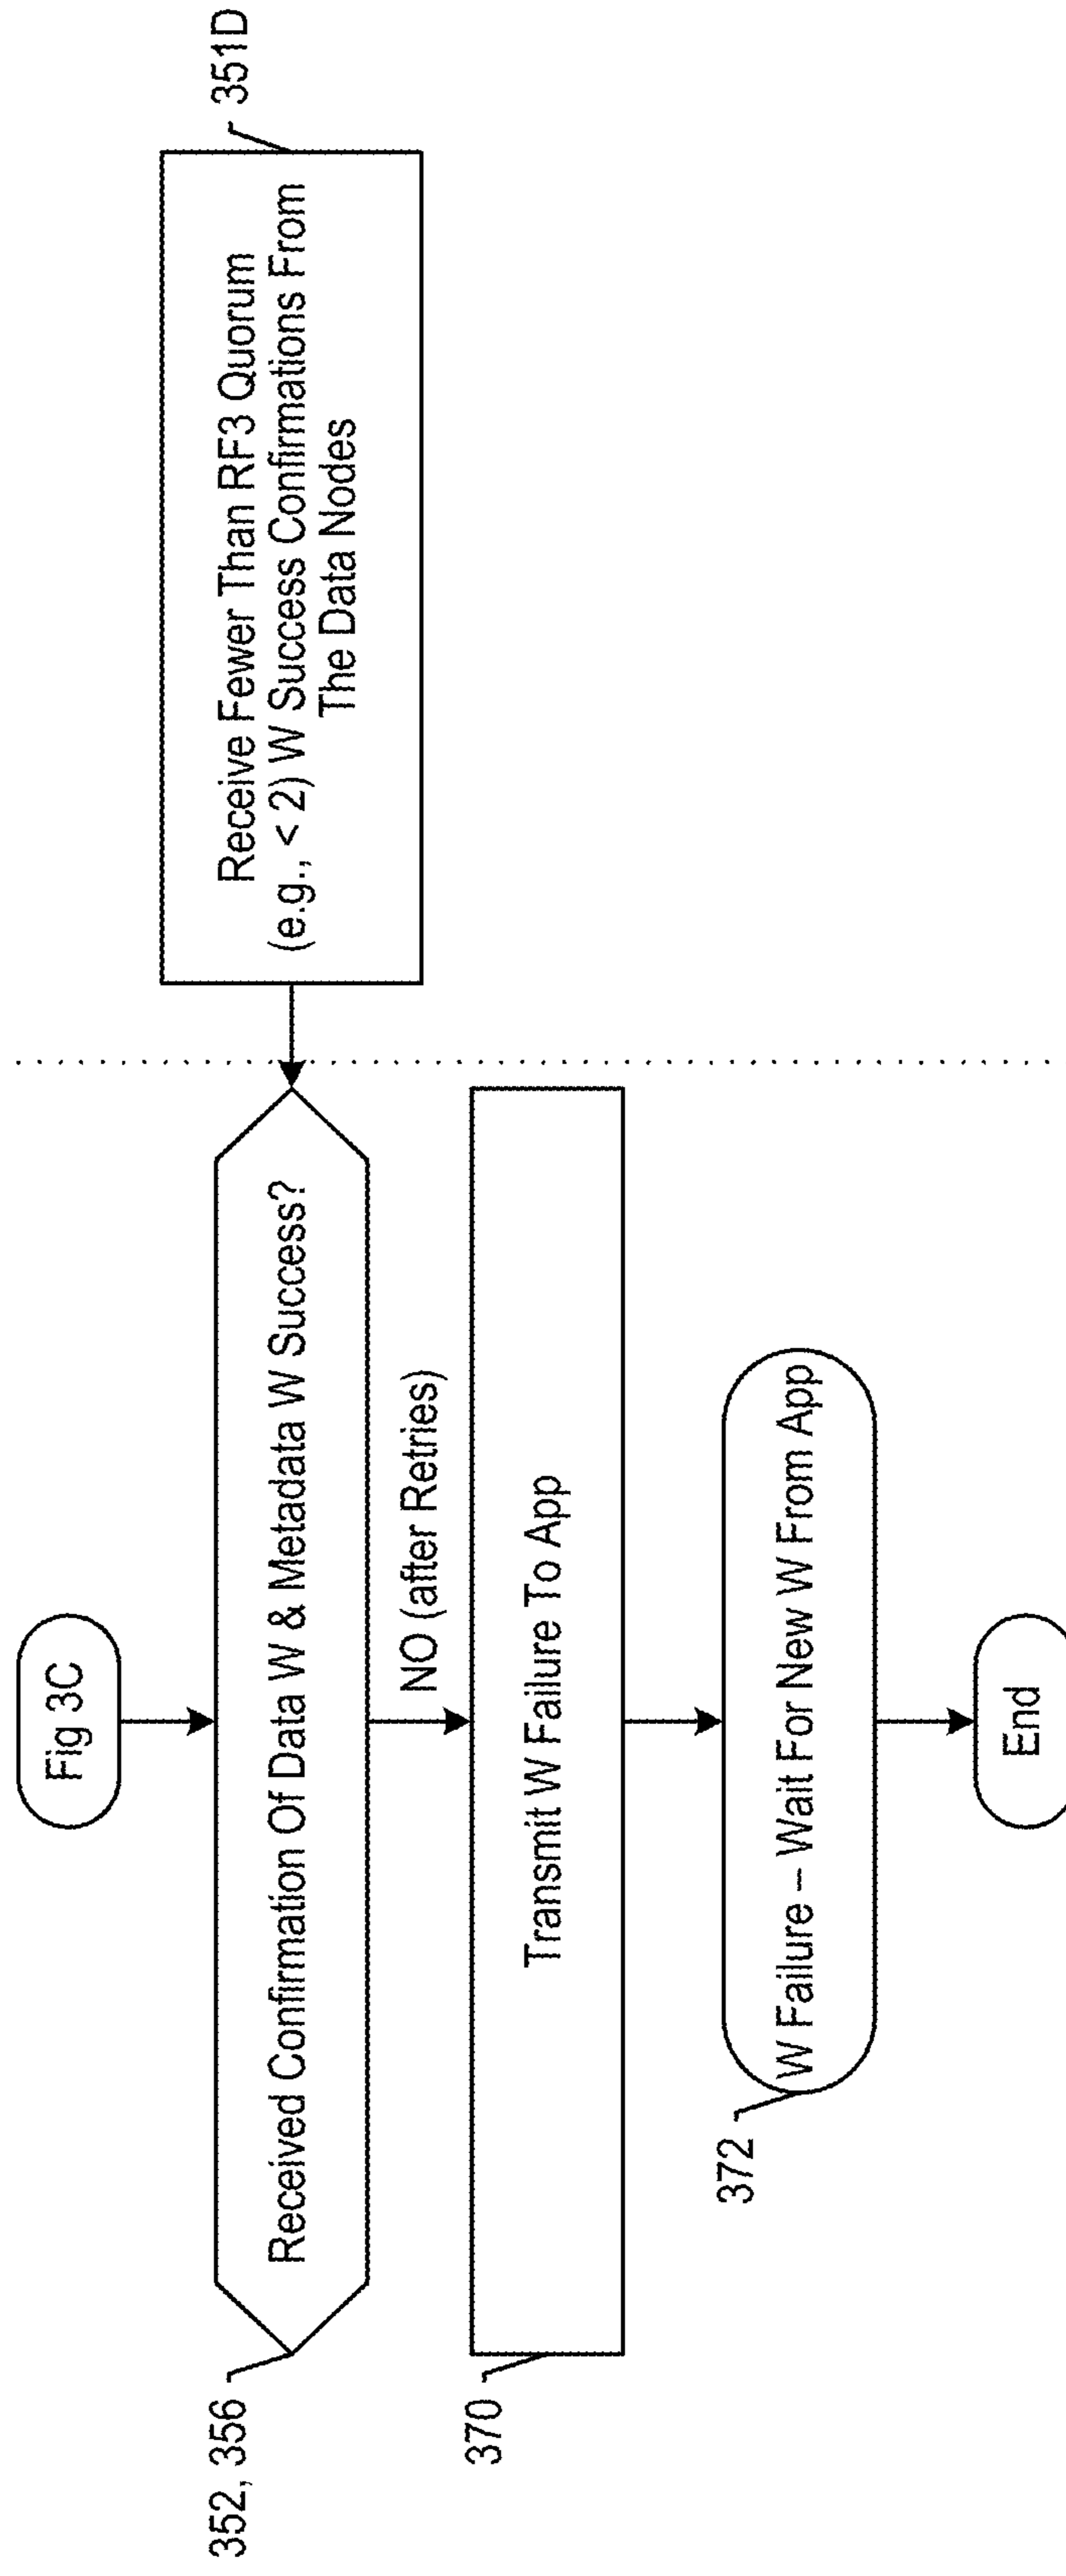 Fig 3C
352, 356
Received Confirmation Of Data W & Metadata W Success?
351D
Receive Fewer Than RF3 Quorum
(e.g., < 2) W Success Confirmations From
The Data Nodes
NO (after Retries)
370
Transmit W Failure To App
372
W Failure – Wait For New W From App
End